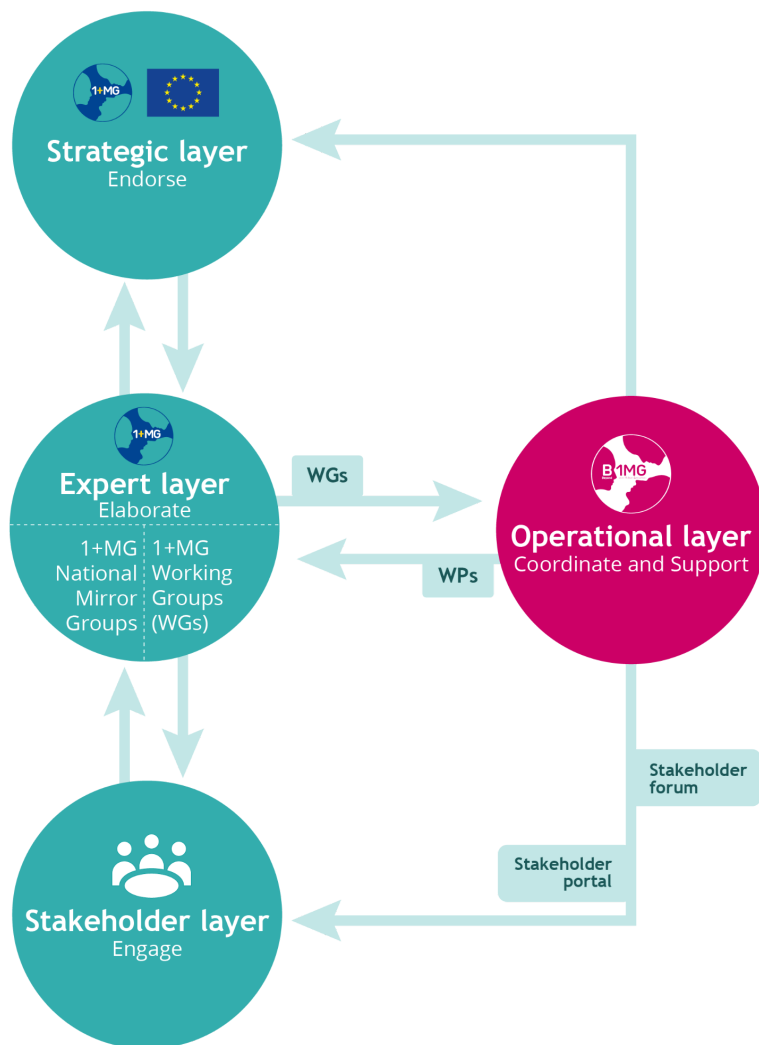 1+MG
Strategic layer
Endorse
1+MG
Expert layer
Elaborate
1+MG
National
Mirror
Groups
1+MG
Working
Groups
(WGs)
WGs
WPs
B1MG
Operational layer
Coordinate and Support
Stakeholder
forum
Stakeholder
portal
Stakeholder layer
Engage